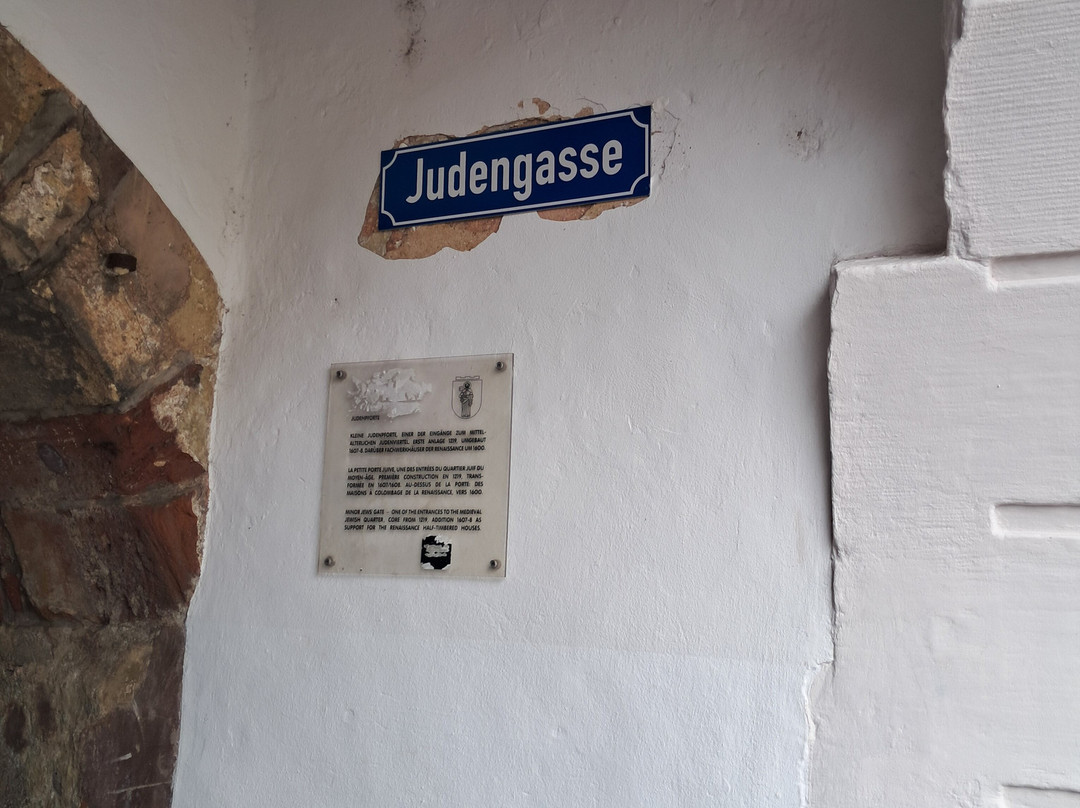 Judengasse
JUDENPFORTE
KLEINE JUDENPFORTE, EINER DER EINGÄNGE ZUM MITTEL-
ALTERLICHEN JUDENVIERTEL. ERSTE ANLAGE 1219, UMGEBAUT
1607-8. DARÜBER FACHWERKHÄUSER DER RENAISSANCE UM 1600.
LA PETITE PORTE JUIVE, UNE DES ENTRÉES DU QUARTIER JUIF DU
MOYEN-ÂGE. PREMIÈRE CONSTRUCTION EN 1219, TRANS-
FORMÉE EN 1607/1608. AU-DESSUS DE LA PORTE: DES
MAISONS À COLOMBAGE DE LA RENAISSANCE, VERS 1600.
MINOR JEWS GATE – ONE OF THE ENTRANCES TO THE MEDIEVAL
JEWISH QUARTER. CORE FROM 1219, ADDITION 1607-8 AS
SUPPORT FOR THE RENAISSANCE HALF-TIMBERED HOUSES.